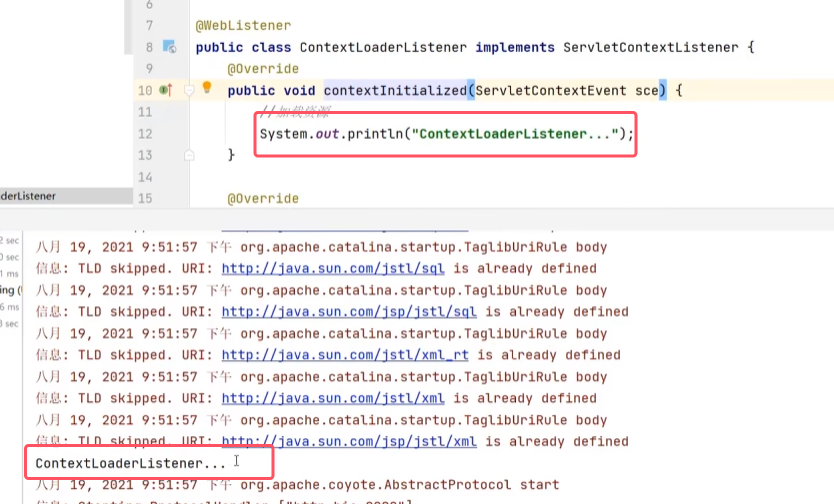 6
7 @WebListener
8 public class ContextLoaderListener implements ServletContextListener {
9 @Override
10 public void contextInitialized(ServletContextEvent sce) {
11 //加载资源
12 System.out.println("ContextLoaderListener...");
13 }
14
derListener
15 @Override
2 sec
八月 19, 2021 9:51:57 下午 org.apache.catalina.startup.TaglibUriRule body
0 sec
信息: TLD skipped. URI: http://java.sun.com/jstl/sql is already defined
1 ms
ing (
八月 19, 2021 9:51:57 下午 org.apache.catalina.startup.TaglibUriRule body
6 ms
信息: TLD skipped. URI: http://java.sun.com/jsp/jstl/sql is already defined
3 sec
八月 19, 2021 9:51:57 下午 org.apache.catalina.startup.TaglibUriRule body
信息: TLD skipped. URI: http://java.sun.com/jstl/xml_rt is already defined
八月 19, 2021 9:51:57 下午 org.apache.catalina.startup.TaglibUriRule body
信息: TLD skipped. URI: http://java.sun.com/jstl/xml is already defined
八月 19, 2021 9:51:57 下午 org.apache.catalina.startup.TaglibUriRule body
信息: TLD skipped. URI: http://java.sun.com/jsp/jstl/xml is already defined
ContextLoaderListener...
八月 19, 2021 9:51:57 下午 org.apache.coyote.AbstractProtocol start